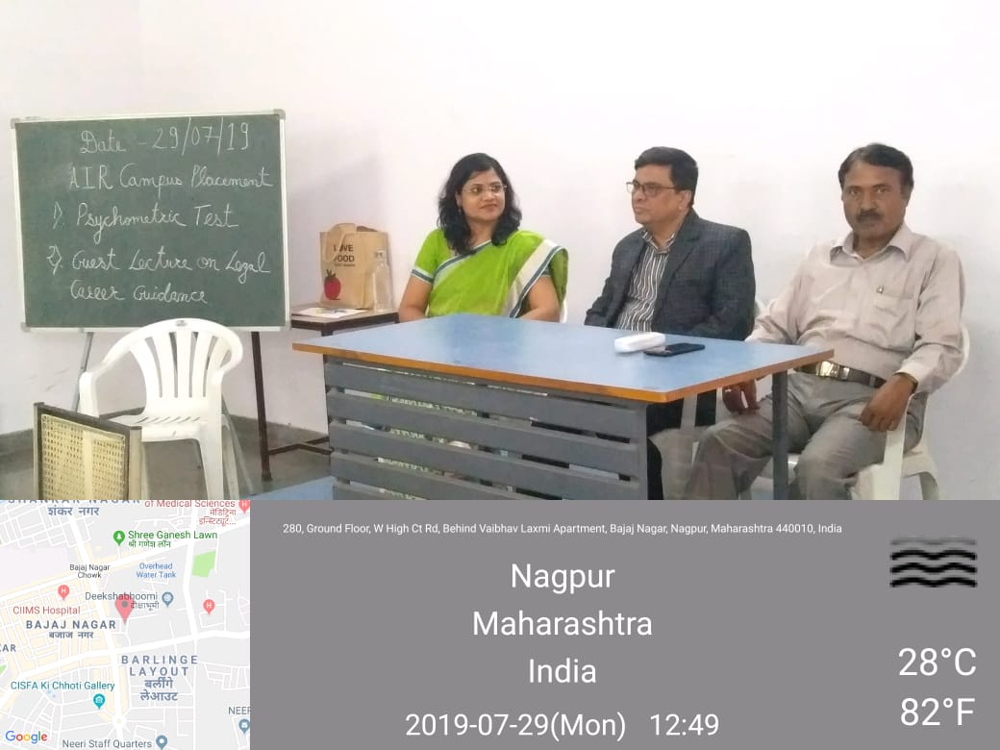 Date - 29/07/19
AIR Campus Placement
1). Psychometric Test
2). Guest Lecture on Legal
Career Guidance
LOVE
FOOD
SHANKAR NAGAR
शंकर नगर
of Medical Sciences
मेडिट्रिना
इन्स्टिट्यूट...
Shree Ganesh Lawn
श्री गणेश लॉन
Bajaj Nagar
Chowk
Overhead
Water Tank
Deekshabhoomi
दीक्षाभूमी
CIIMS Hospital
BAJAJ NAGAR
बजाज नगर
BARLINGE
LAYOUT
बर्लींगे
लेआउट
CISFA Ki Chhoti Gallery
Neeri Staff Quarters
Google
280, Ground Floor, W High Ct Rd, Behind Vaibhav Laxmi Apartment, Bajaj Nagar, Nagpur, Maharashtra 440010, India
Nagpur
Maharashtra
India
2019-07-29(Mon) 12:49
28°C
82°F